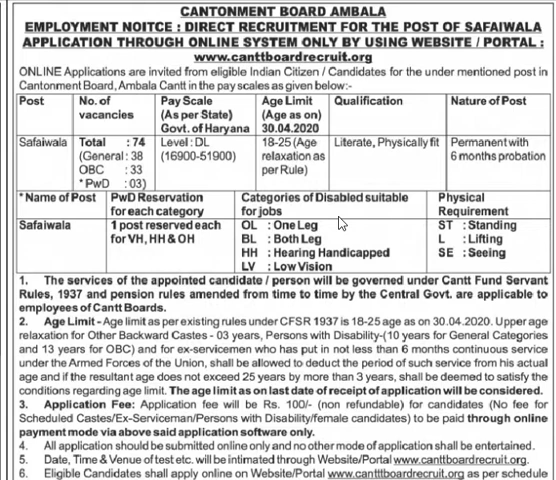 CANTONMENT BOARD AMBALA
EMPLOYMENT NOITCE : DIRECT RECRUITMENT FOR THE POST OF SAFAIWALA
APPLICATION THROUGH ONLINE SYSTEM ONLY BY USING WEBSITE / PORTAL :
www.canttboardrecruit.org
ONLINE Applications are invited from eligible Indian Citizen / Candidates for the under mentioned post in
Cantonment Board, Ambala Cantt in the pay scales as given below:-
Post No. of vacancies Pay Scale (As per State) Govt. of Haryana Age Limit (Age as on) 30.04.2020 Qualification Nature of Post
Safaiwala Total : 74 (General : 38 OBC : 33 *PwD : 03) Level : DL (16900-51900) 18-25 (Age relaxation as per Rule) Literate, Physically fit Permanent with 6 months probation
*Name of Post PwD Reservation for each category Categories of Disabled suitable for jobs Physical Requirement
Safaiwala 1 post reserved each for VH, HH & OH OL : One Leg BL : Both Leg HH : Hearing Handicapped LV : Low Vision ST : Standing L : Lifting SE : Seeing
1. The services of the appointed candidate / person will be governed under Cantt Fund Servant
Rules, 1937 and pension rules amended from time to time by the Central Govt. are applicable to
employees of Cantt Boards.
2. Age Limit - Age limit as per existing rules under CFSR 1937 is 18-25 age as on 30.04.2020. Upper age
relaxation for Other Backward Castes - 03 years, Persons with Disability-(10 years for General Categories
and 13 years for OBC) and for ex-servicemen who has put in not less than 6 months continuous service
under the Armed Forces of the Union, shall be allowed to deduct the period of such service from his actual
age and if the resultant age does not exceed 25 years by more than 3 years, shall be deemed to satisfy the
conditions regarding age limit. The age limit as on last date of receipt of application will be considered.
3. Application Fee: Application fee will be Rs. 100/- (non refundable) for candidates (No fee for
Scheduled Castes/Ex-Serviceman/Persons with Disability/female candidates) to be paid through online
payment mode via above said application software only.
4. All application should be submitted online only and no other mode of application shall be entertained.
5. Date, Time & Venue of test etc. will be intimated through Website/Portal www.canttboardrecruit.org.
6. Eligible Candidates shall apply online on Website/Portal www.cantttboardrecruit.org as per schedule